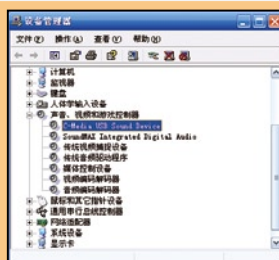 设备管理器
文件(F) 操作(A) 查看(V) 帮助(H)
计算机
监视器
键盘
人体学输入设备
声音、视频和游戏控制器
C-Media USB Sound Device
SoundMAX Integrated Digital Audio
传统视频捕捉设备
传统音频驱动程序
媒体控制设备
视频编码解码器
音频编码解码器
鼠标和其它指针设备
通用串行总线控制器
网络适配器
系统设备
显示卡